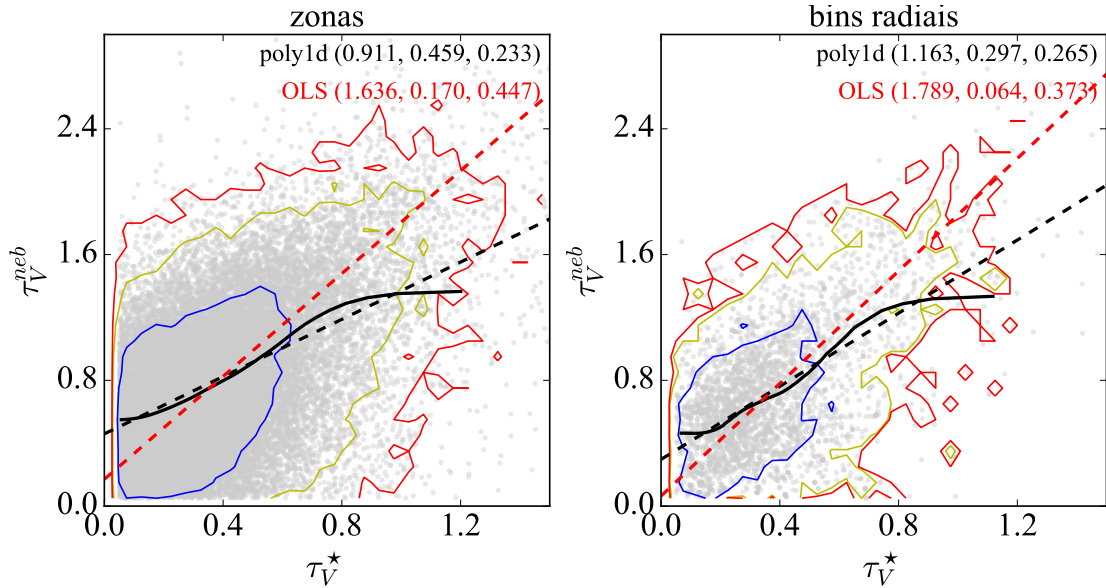 zonas
poly1d (0.911, 0.459, 0.233)
OLS (1.636, 0.170, 0.447)
2.4
1.6
0.8
0.0
τ_V^{neb}
0.0 0.4 0.8 1.2
τ_V^★
bins radiais
poly1d (1.163, 0.297, 0.265)
OLS (1.789, 0.064, 0.373)
2.4
1.6
0.8
0.0
τ_V^{neb}
0.0 0.4 0.8 1.2
τ_V^★